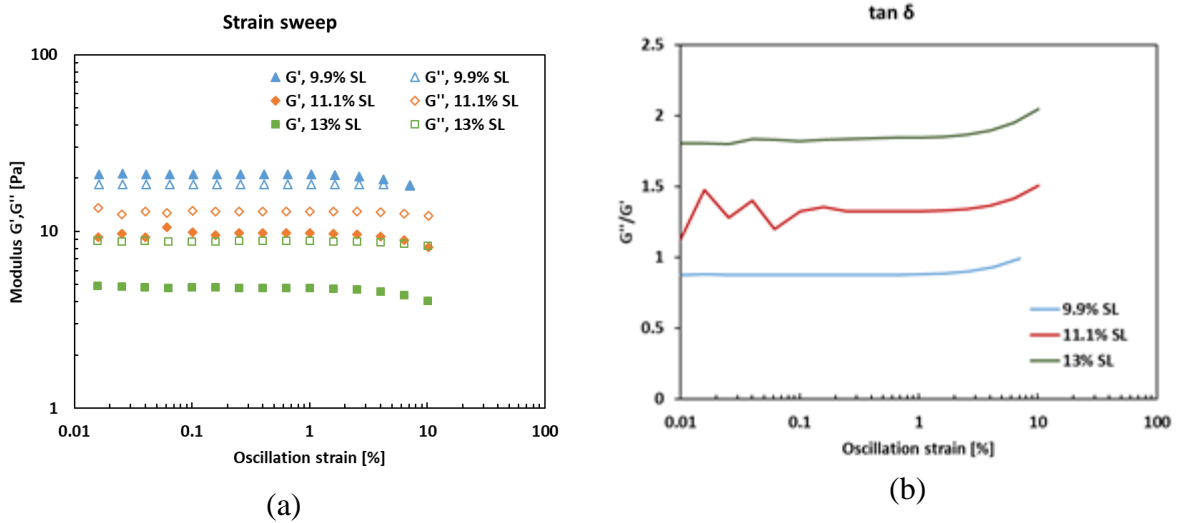 Strain sweep
100
10
1
Modulus G',G'' [Pa]
G', 9.9% SL
G'', 9.9% SL
G', 11.1% SL
G'', 11.1% SL
G', 13% SL
G'', 13% SL
0.01
0.1
1
10
100
Oscillation strain [%]
(a)
tan δ
2.5
2
1.5
1
0.5
0
G''/G'
9.9% SL
11.1% SL
13% SL
0.01
0.1
1
10
100
Oscillation strain [%]
(b)